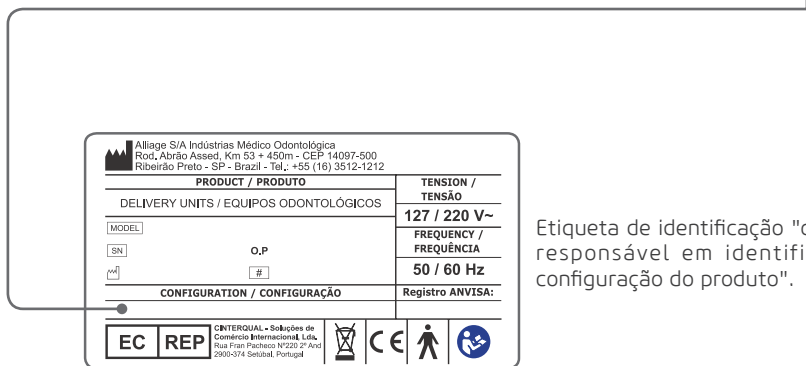 Alliage S/A Indústrias Médico Odontológica
Rod. Abrão Assed, Km 53 + 450m - CEP 14097-500
Ribeirão Preto - SP - Brazil - Tel.: +55 (16) 3512-1212
PRODUCT / PRODUTO
DELIVERY UNITS / EQUIPOS ODONTOLÓGICOS
MODEL
SN
O.P
#
CONFIGURATION / CONFIGURAÇÃO
TENSION /
TENSÃO
127 / 220 V~
FREQUENCY /
FREQUÊNCIA
50 / 60 Hz
Registro ANVISA:
EC REP
CINTERQUAL - Soluções de
Comércio Internacional, Lda.
Rua Fran Pacheco Nº220 2º And
2900-374 Setúbal, Portugal
CE
Etiqueta de identificação "
responsável em
configuração do produto".